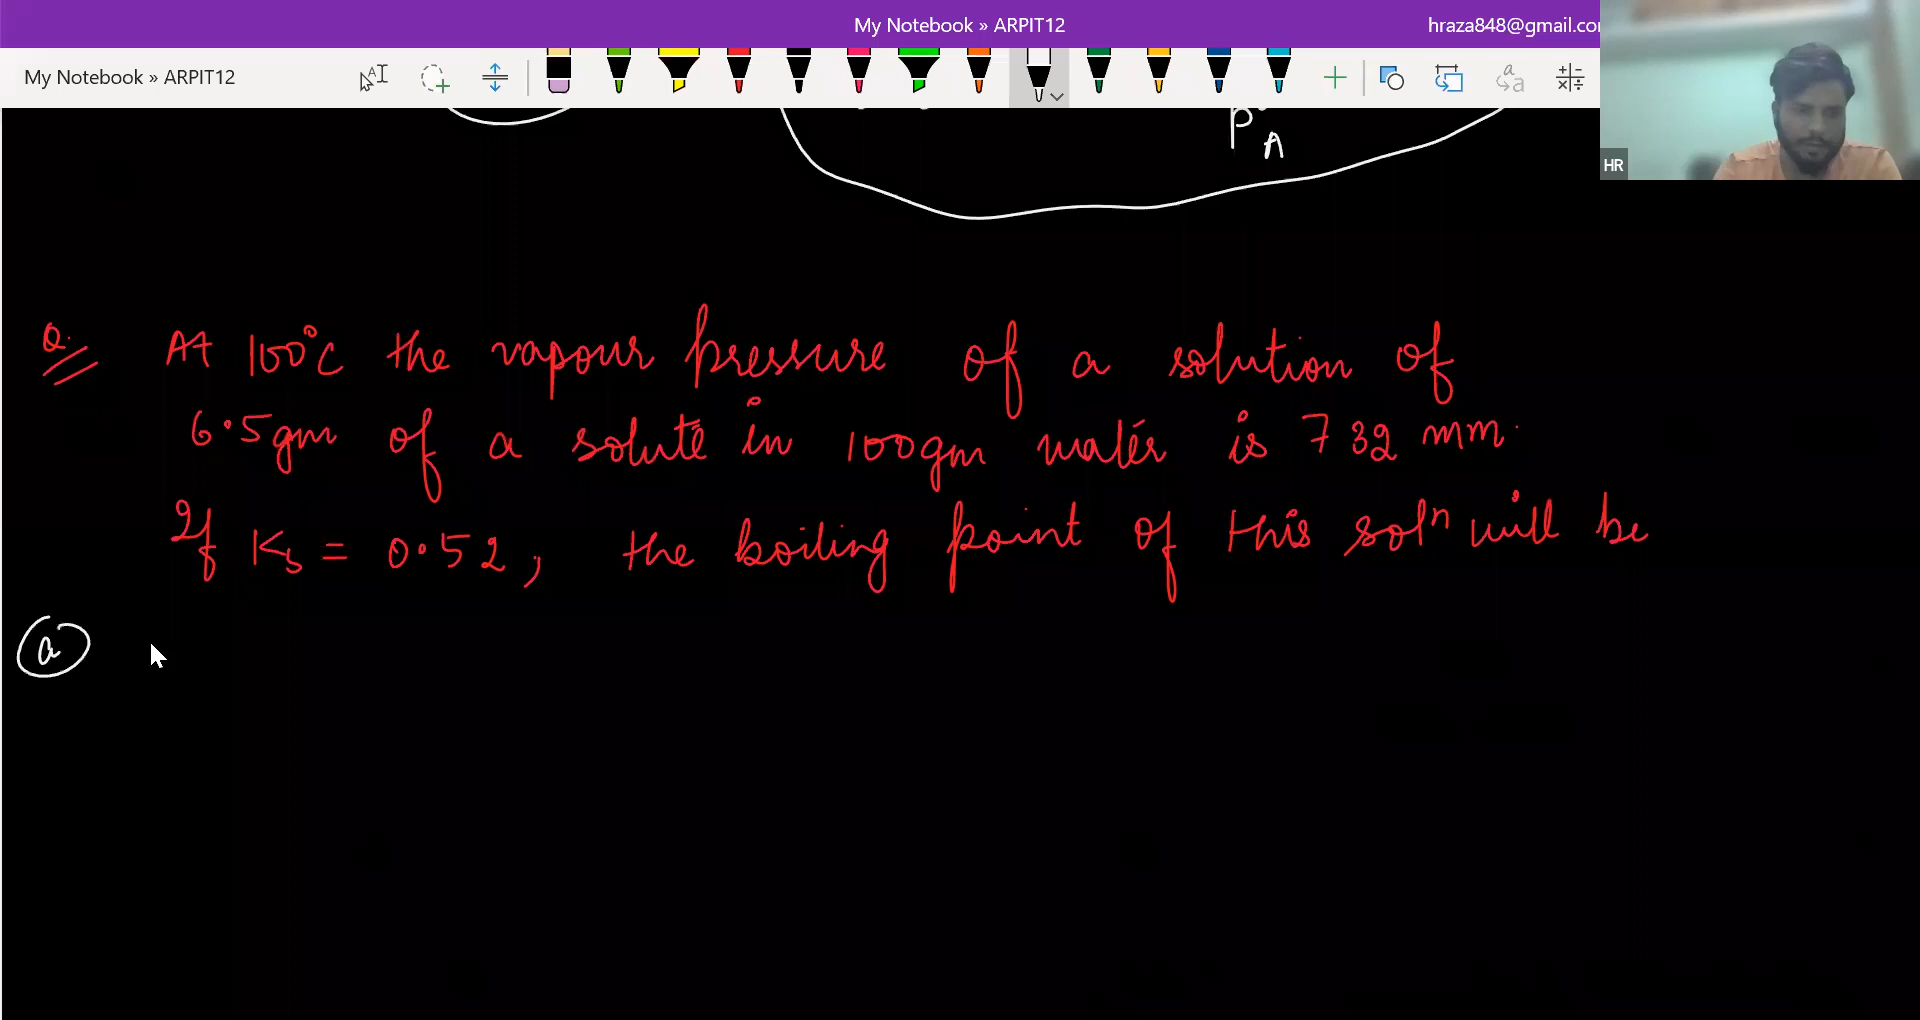 My Notebook » ARPIT12
hraza848@gmail.co
My Notebook » ARPIT12
HR
P A
Q. At 100°C the vapour pressure of a solution of
6.5gm of a solute in 100gm water is 732 mm.
If Kb = 0.52, the boiling point of this solⁿ will be
(a)